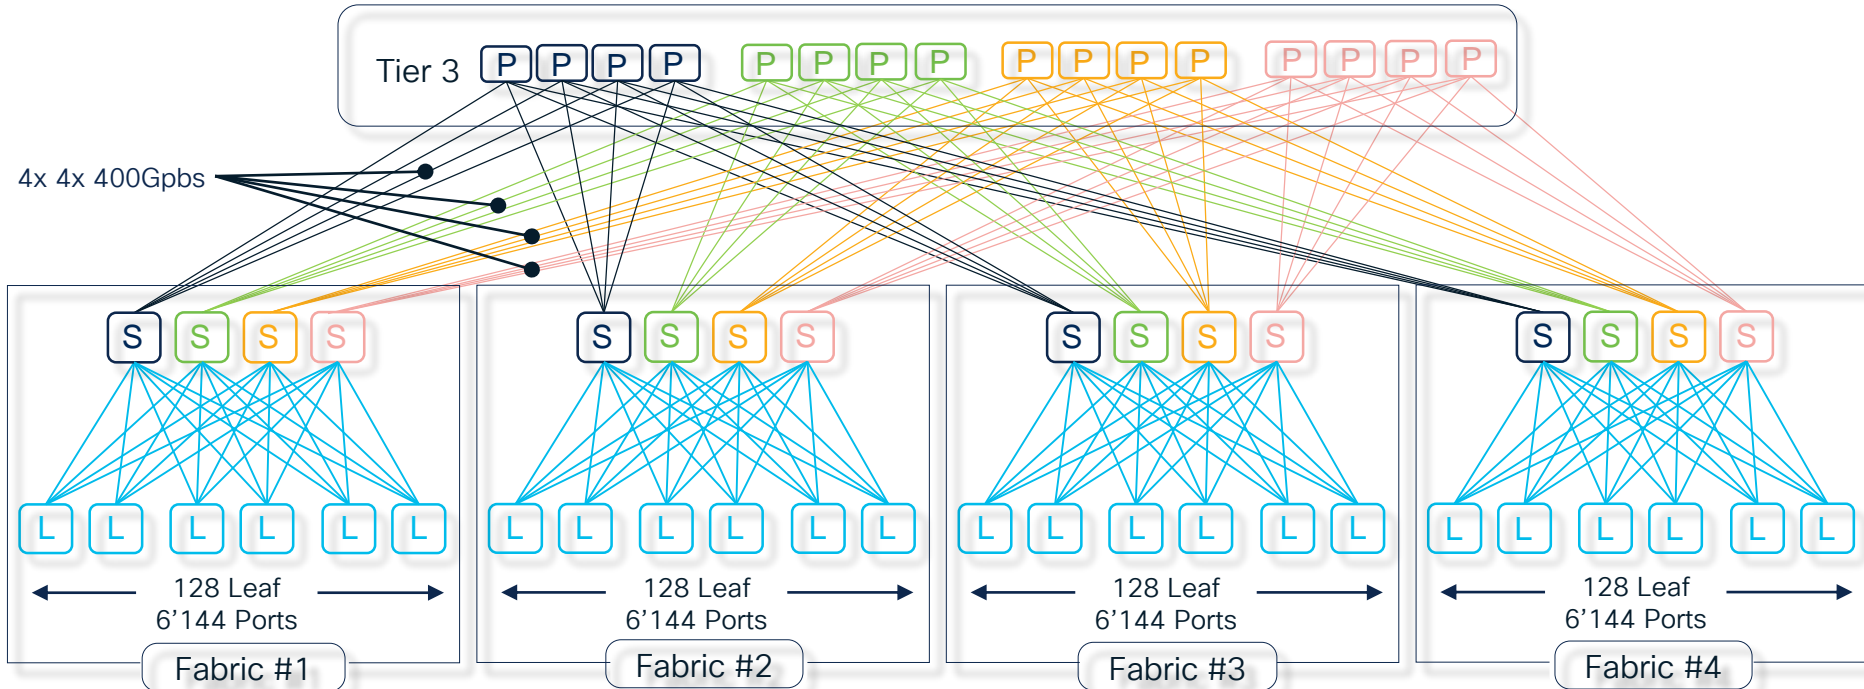 Tier 3 P P P P P P P P P P P P P P P P
4x 4x 400Gpbs
S S S S S S S S S S S S S S S S
L L L L L L L L L L L L L L L L L L L L L L L L
128 Leaf 128 Leaf 128 Leaf 128 Leaf
6’144 Ports 6’144 Ports 6’144 Ports 6’144 Ports
Fabric #1 Fabric #2 Fabric #3 Fabric #4